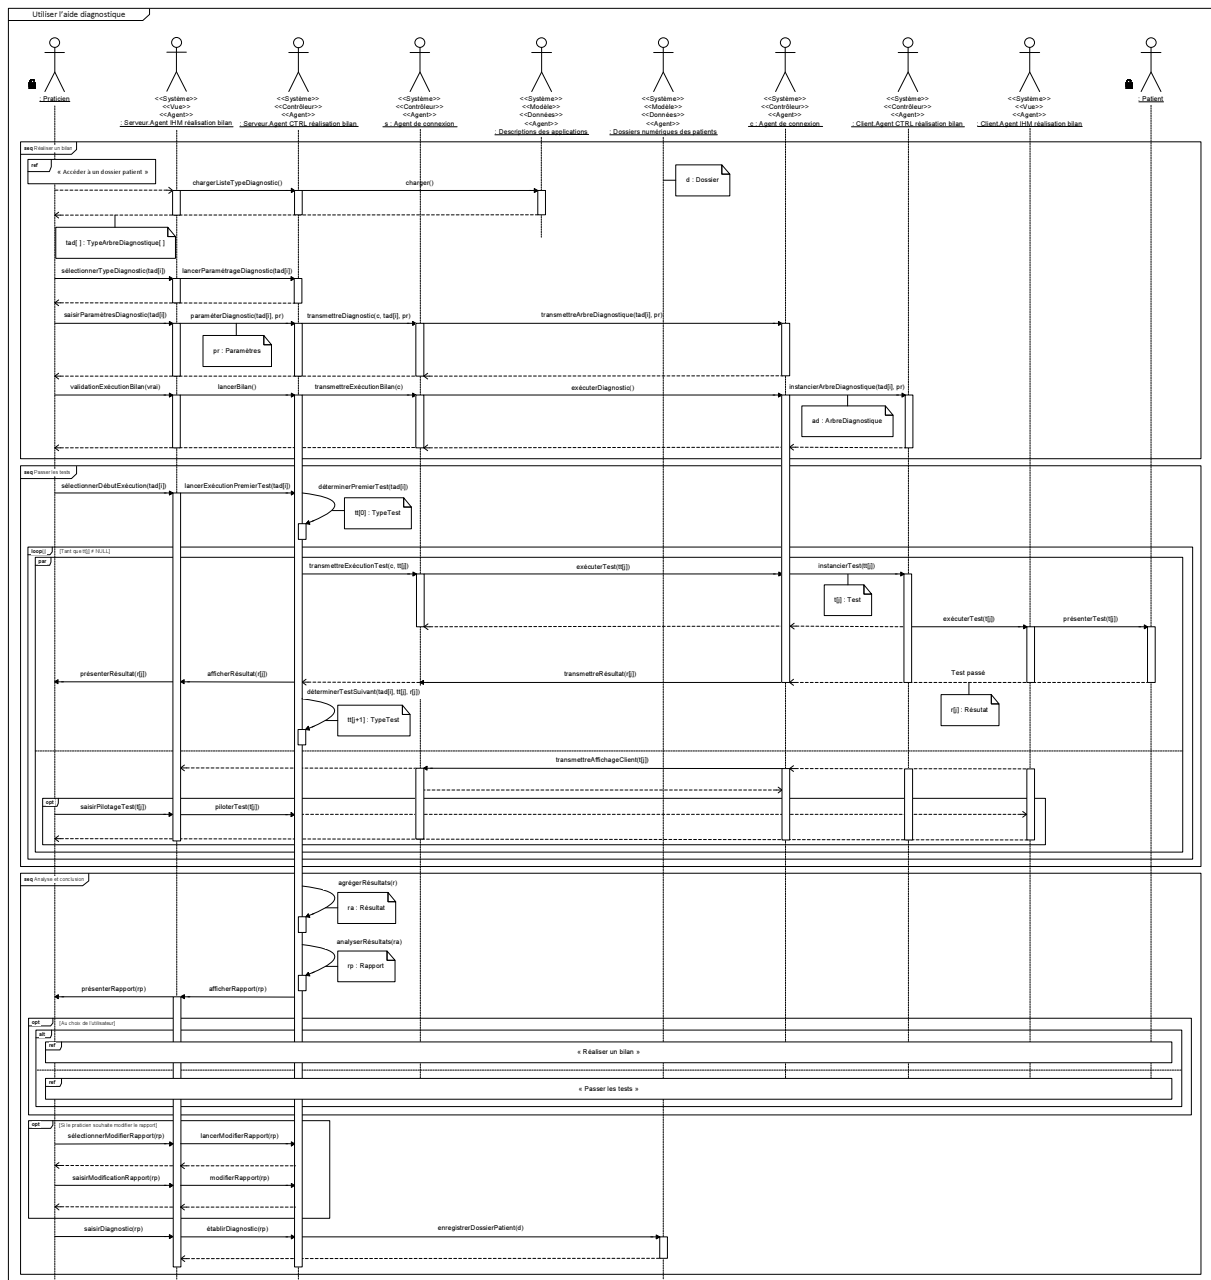 Utiliser l'aide diagnostique
: Praticien
<<Système>>
<<Vue>>
<<Agent>>
: Serveur.Agent IHM réalisation bilan
<<Système>>
<<Contrôleur>>
<<Agent>>
: Serveur.Agent CTRL réalisation bilan
<<Système>>
<<Contrôleur>>
<<Agent>>
s : Agent de connexion
<<Système>>
<<Modèle>>
<<Données>>
<<Agent>>
: Descriptions des applications
<<Système>>
<<Modèle>>
<<Données>>
<<Agent>>
: Dossiers numériques des patients
<<Système>>
<<Contrôleur>>
<<Agent>>
c : Agent de connexion
<<Système>>
<<Contrôleur>>
<<Agent>>
: Client.Agent CTRL réalisation bilan
<<Système>>
<<Vue>>
<<Agent>>
: Client.Agent IHM réalisation bilan
: Patient
seq Réaliser un bilan
ref
« Accéder à un dossier patient »
d : Dossier
chargerListeTypeDiagnostic()
charger()
tad[ ] : TypeArbreDiagnostique[ ]
sélectionnerTypeDiagnostic(tad[i])
lancerParamétrageDiagnostic(tad[i])
saisirParamètresDiagnostic(tad[i])
paraméterDiagnostic(tad[i], pr)
transmettreDiagnostic(c, tad[i], pr)
transmettreArbreDiagnostique(tad[i], pr)
pr : Paramètres
validationExécutionBilan(vrai)
lancerBilan()
transmettreExécutionBilan(c)
exécuterDiagnostic()
instancierArbreDiagnostique(tad[i], pr)
ad : ArbreDiagnostique
seq Passer les tests
sélectionnerDébutExécution(tad[i])
lancerExécutionPremierTest(tad[i])
déterminerPremierTest(tad[i])
tt[0] : TypeTest
loop() [Tant que tt[j] ≠ NULL]
par
transmettreExécutionTest(c, tt[j])
exécuterTest(tt[j])
instancierTest(tt[j])
t[j] : Test
exécuterTest(t[j])
présenterTest(t[j])
présenterRésultat(r[j])
afficherRésultat(r[j])
transmettreRésultat(r[j])
Test passé
déterminerTestSuivant(tad[i], tt[j], r[j])
r[j] : Résutat
tt[j+1] : TypeTest
transmettreAffichageClient(t[j])
opt
saisirPilotageTest(t[j])
piloterTest(t[j])
seq Analyse et conclusion
agrégerRésultats(r)
ra : Résultat
analyserRésultats(ra)
rp : Rapport
présenterRapport(rp)
afficherRapport(rp)
opt [Au choix de l'utilisateur]
alt
ref
« Réaliser un bilan »
ref
« Passer les tests »
opt [Si le praticien souhaite modifier le rapport]
sélectionnerModifierRapport(rp)
lancerModifierRapport(rp)
saisirModificationRapport(rp)
modifierRapport(rp)
saisirDiagnostic(rp)
établirDiagnostic(rp)
enregistrerDossierPatient(d)